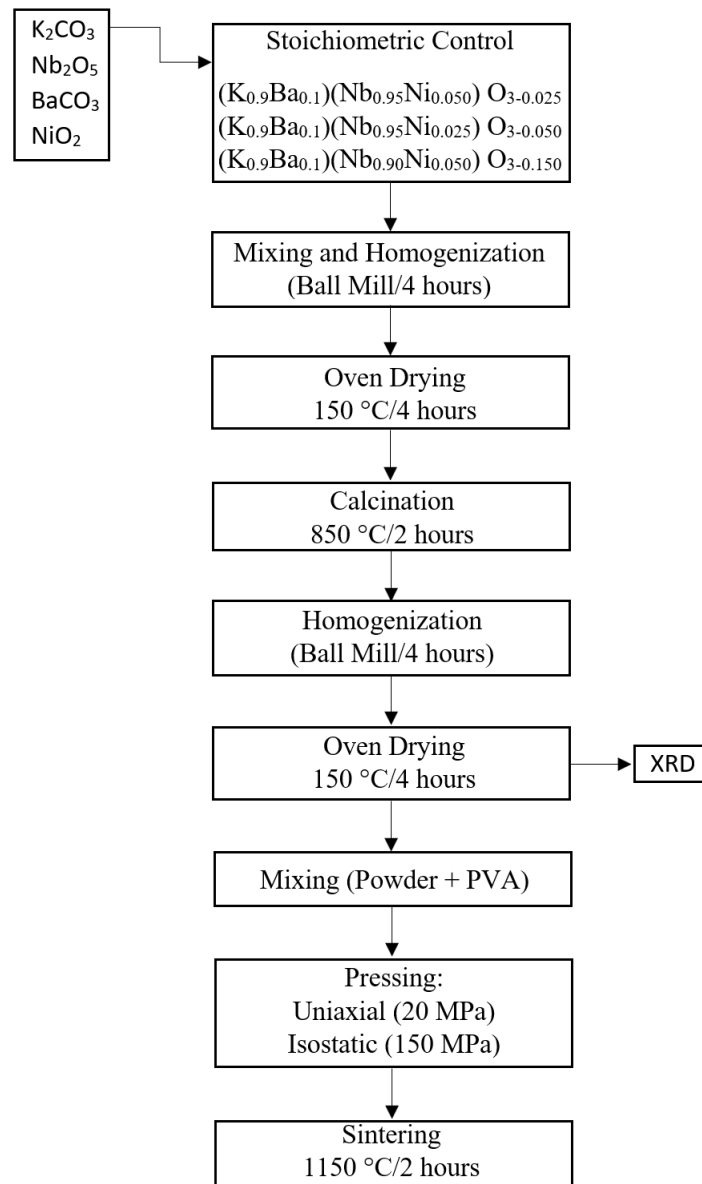 K₂CO₃
Nb₂O₅
BaCO₃
NiO₂
Stoichiometric Control
(K₀.₉Ba₀.₁)(Nb₀.₉₅Ni₀.₀₅₀) O₃₋₀.₀₂₅
(K₀.₉Ba₀.₁)(Nb₀.₉₅Ni₀.₀₂₅) O₃₋₀.₀₅₀
(K₀.₉Ba₀.₁)(Nb₀.₉₀Ni₀.₀₅₀) O₃₋₀.₁₅₀
Mixing and Homogenization
(Ball Mill/4 hours)
Oven Drying
150 °C/4 hours
Calcination
850 °C/2 hours
Homogenization
(Ball Mill/4 hours)
Oven Drying
150 °C/4 hours
XRD
Mixing (Powder + PVA)
Pressing:
Uniaxial (20 MPa)
Isostatic (150 MPa)
Sintering
1150 °C/2 hours